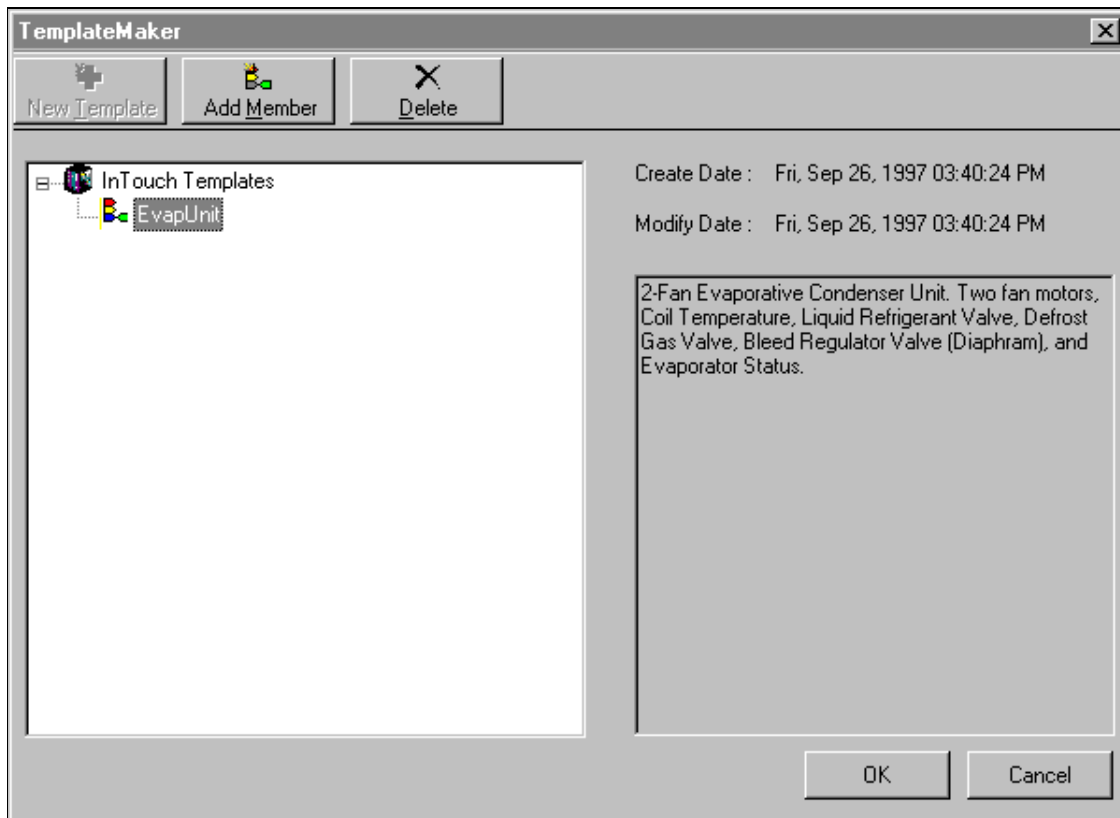 TemplateMaker
New Template
Add Member
Delete
InTouch Templates
EvapUnit
Create Date : Fri, Sep 26, 1997 03:40:24 PM
Modify Date : Fri, Sep 26, 1997 03:40:24 PM
2-Fan Evaporative Condenser Unit. Two fan motors,
Coil Temperature, Liquid Refrigerant Valve, Defrost
Gas Valve, Bleed Regulator Valve (Diaphram), and
Evaporator Status.
OK
Cancel